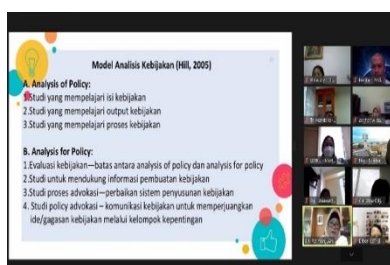 Model Analisis Kebijakan (Hill, 2005)
A. Analysis of Policy:
1.Studi yang mempelajari isi kebijakan
2.Studi yang mempelajari output kebijakan
3.Studi yang mempelajari proses kebijakan
B. Analysis for Policy:
1.Evaluasi kebijakan—batas antara analysis of policy dan analysis for policy
2.Studi untuk mendukung informasi pembuatan kebijakan
3.Studi proses advokasi—perbaikan sistem penyusunan kebijakan
4. Studi policy advokasi – komunikasi kebijakan untuk memperjuangkan
ide/gagasan kebijakan melalui kelompok kepentingan